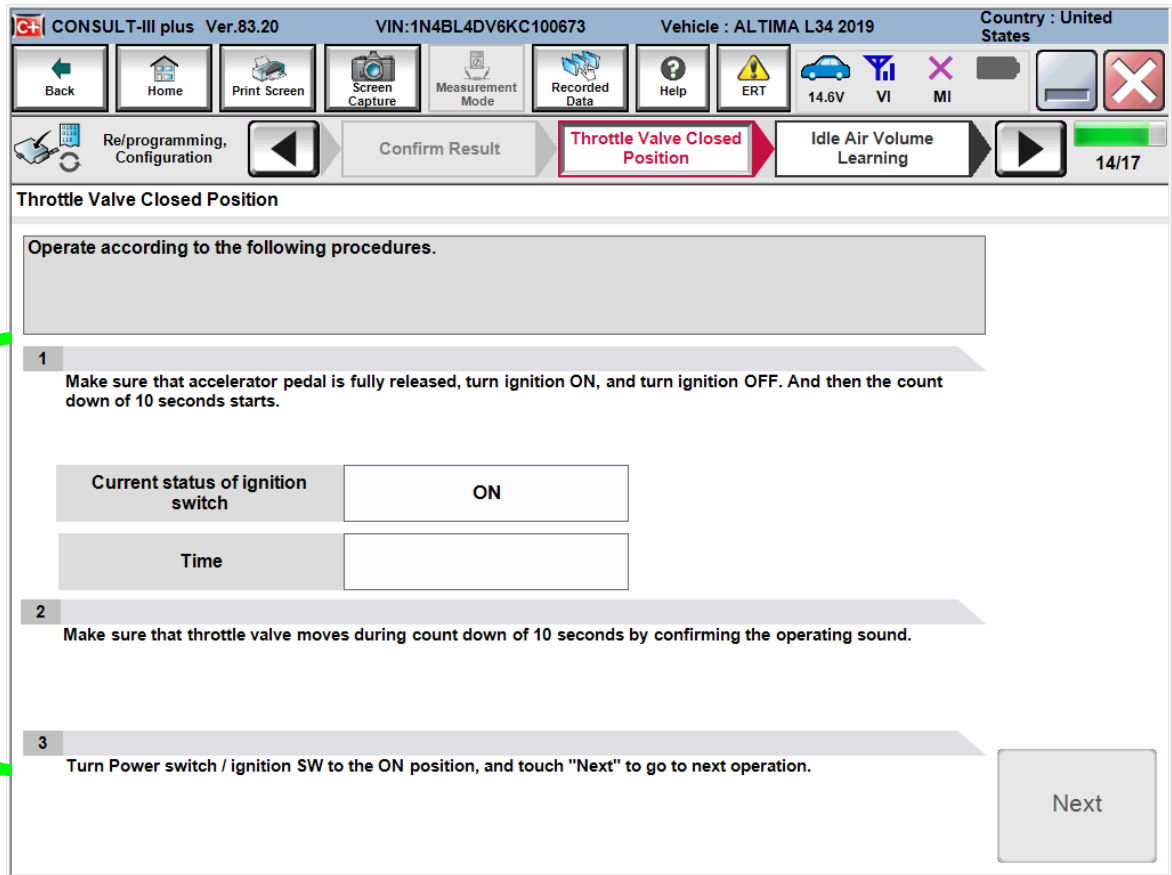 C+ CONSULT-III plus Ver.83.20 VIN:1N4BL4DV6KC100673 Vehicle : ALTIMA L34 2019 Country : United
States
Back Home Print Screen Screen
Capture Measurement
Mode Recorded
Data Help ERT 14.6V VI MI
Re/programming,
Configuration Confirm Result Throttle Valve Closed
Position Idle Air Volume
Learning 14/17
Throttle Valve Closed Position
Operate according to the following procedures.
1
Make sure that accelerator pedal is fully released, turn ignition ON, and turn ignition OFF. And then the count
down of 10 seconds starts.
Current status of ignition
switch ON
Time
2
Make sure that throttle valve moves during count down of 10 seconds by confirming the operating sound.
3
Turn Power switch / ignition SW to the ON position, and touch "Next" to go to next operation.
Next